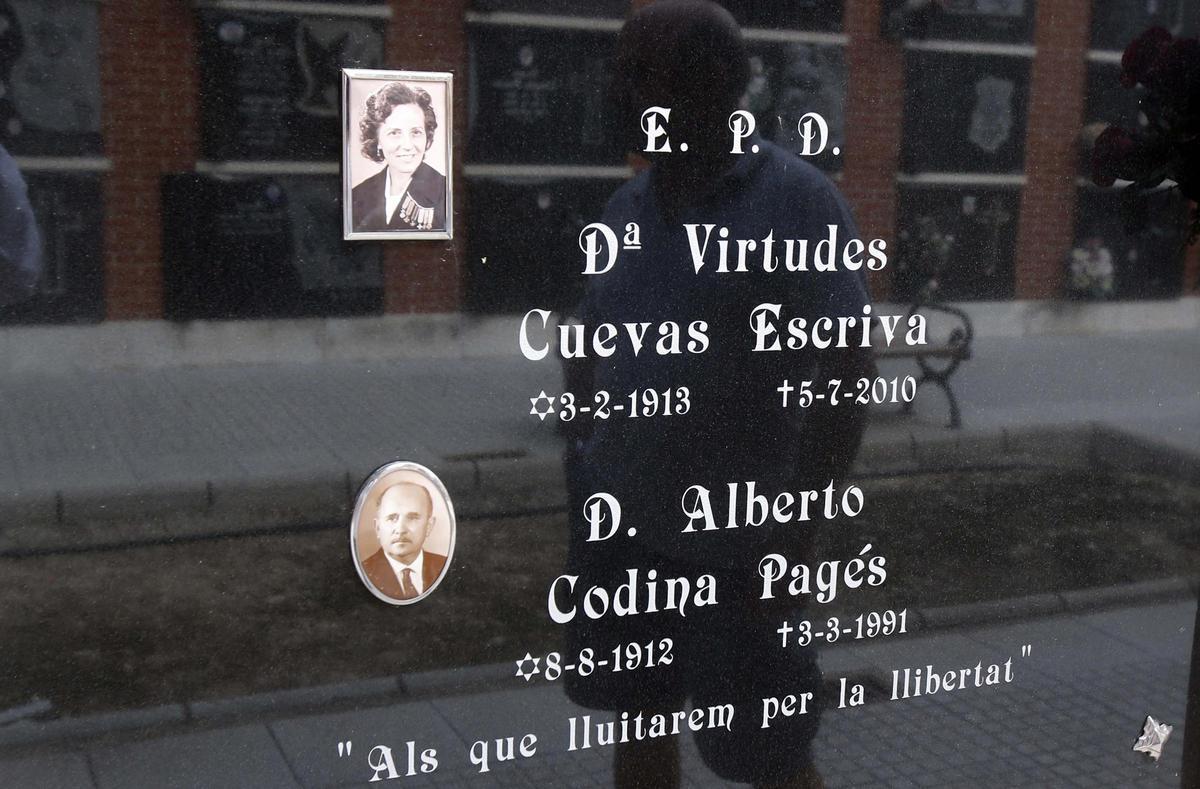 E. P. D.
Dª Virtudes
Cuevas Escriva
✡3-2-1913 †5-7-2010
D. Alberto
Codina Pagés
✡8-8-1912 †3-3-1991
"Als que lluitarem per la llibertat"